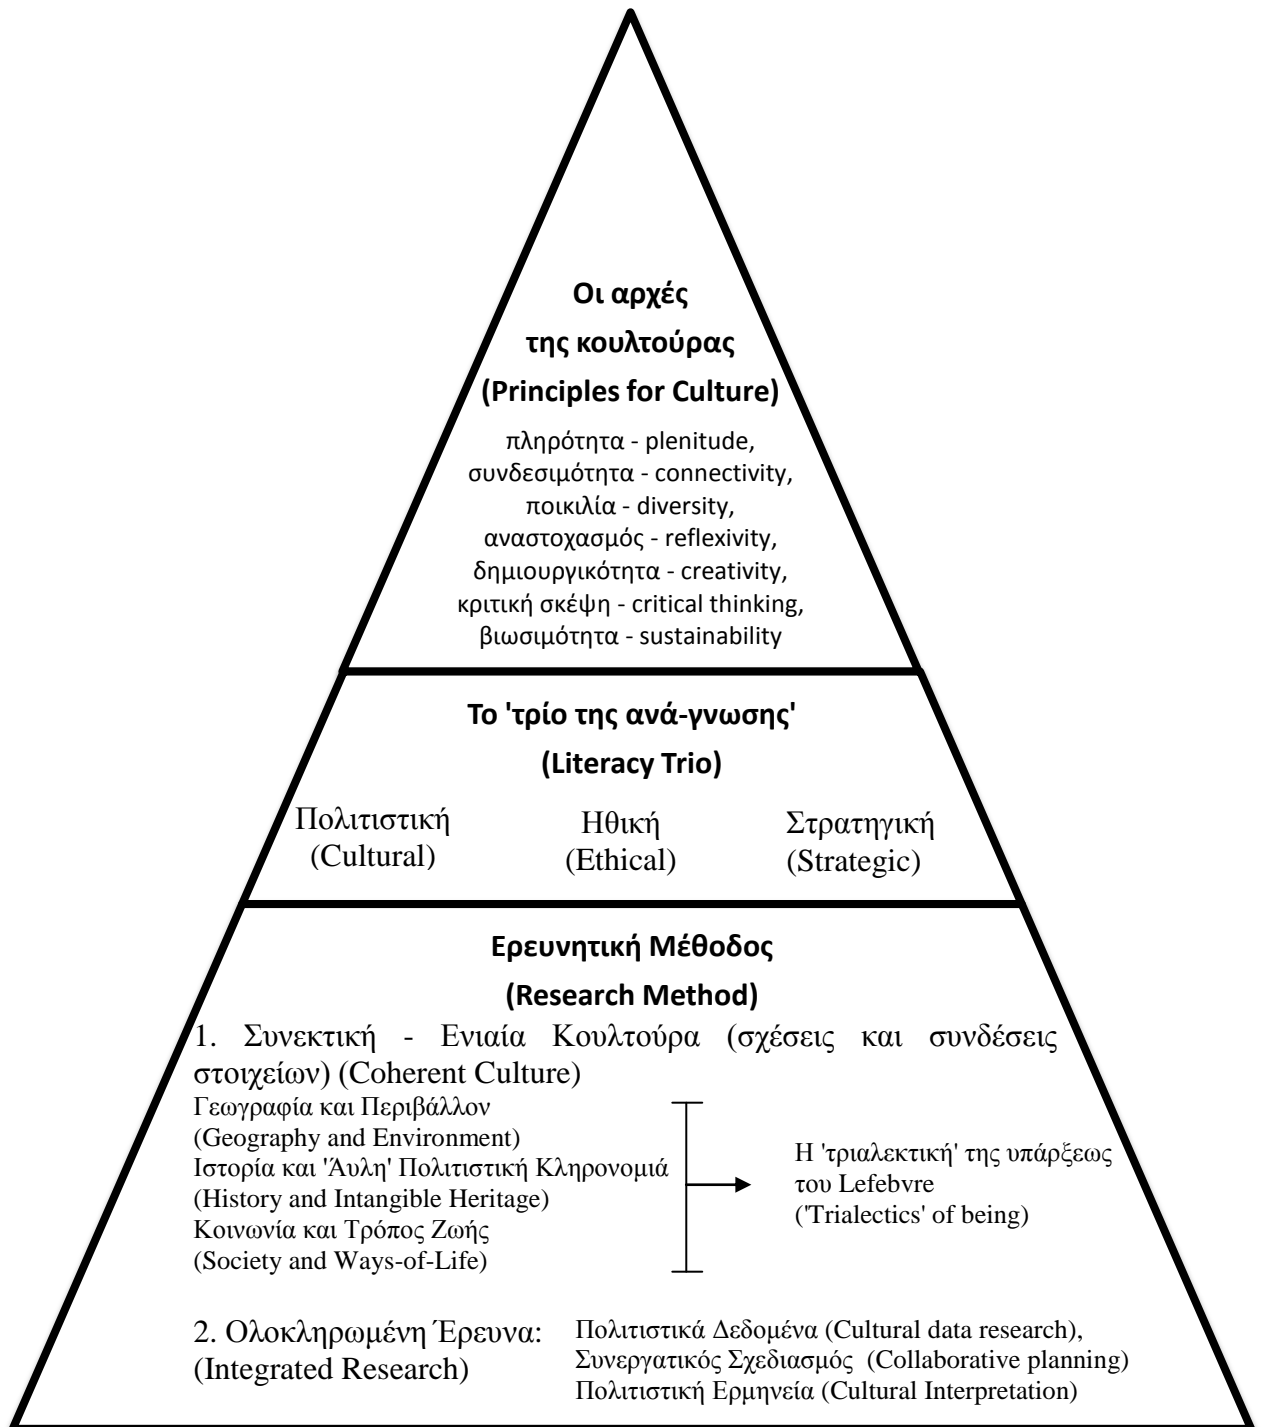 Οι αρχές
της κουλτούρας
(Principles for Culture)
πληρότητα - plenitude,
συνδεσιμότητα - connectivity,
ποικιλία - diversity,
αναστοχασμός - reflexivity,
δημιουργικότητα - creativity,
κριτική σκέψη - critical thinking,
βιωσιμότητα - sustainability
Το 'τρίο της ανά-γνωσης'
(Literacy Trio)
Πολιτιστική
(Cultural)
Ηθική
(Ethical)
Στρατηγική
(Strategic)
Ερευνητική Μέθοδος
(Research Method)
1. Συνεκτική - Ενιαία Κουλτούρα (σχέσεις και συνδέσεις
στοιχείων) (Coherent Culture)
Γεωγραφία και Περιβάλλον
(Geography and Environment)
Ιστορία και 'Άυλη' Πολιτιστική Κληρονομιά
(History and Intangible Heritage)
Κοινωνία και Τρόπος Ζωής
(Society and Ways-of-Life)
Η 'τριαλεκτική' της υπάρξεως
του Lefebvre
('Trialectics' of being)
2. Ολοκληρωμένη Έρευνα:
(Integrated Research)
Πολιτιστικά Δεδομένα (Cultural data research),
Συνεργατικός Σχεδιασμός (Collaborative planning)
Πολιτιστική Ερμηνεία (Cultural Interpretation)